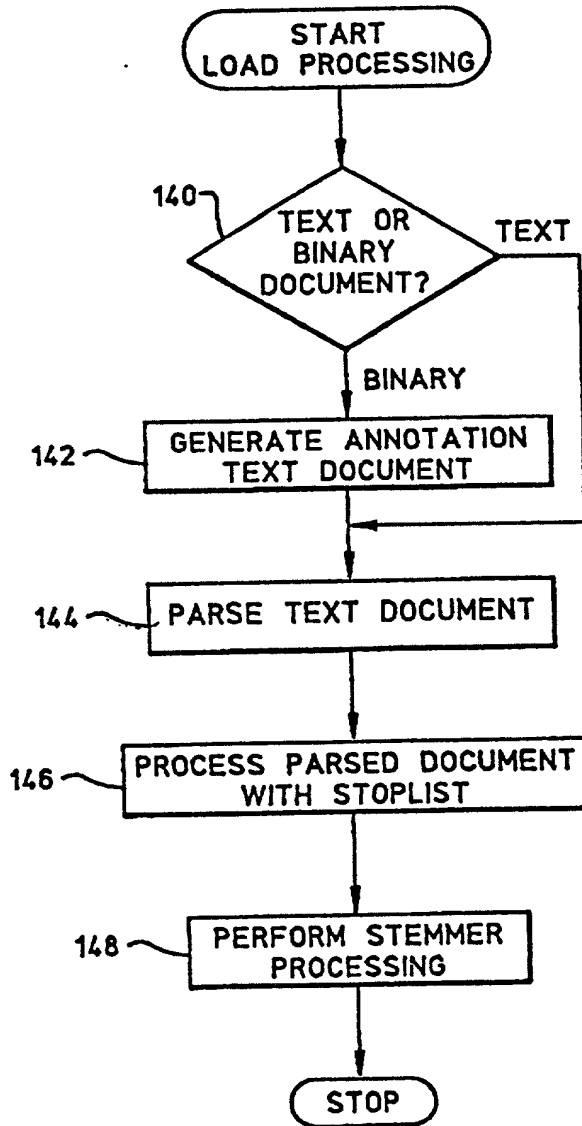 START
LOAD PROCESSING
140
TEXT OR
BINARY
DOCUMENT?
TEXT
BINARY
142
GENERATE ANNOTATION
TEXT DOCUMENT
144
PARSE TEXT DOCUMENT
146
PROCESS PARSED DOCUMENT
WITH STOPLIST
148
PERFORM STEMMER
PROCESSING
STOP